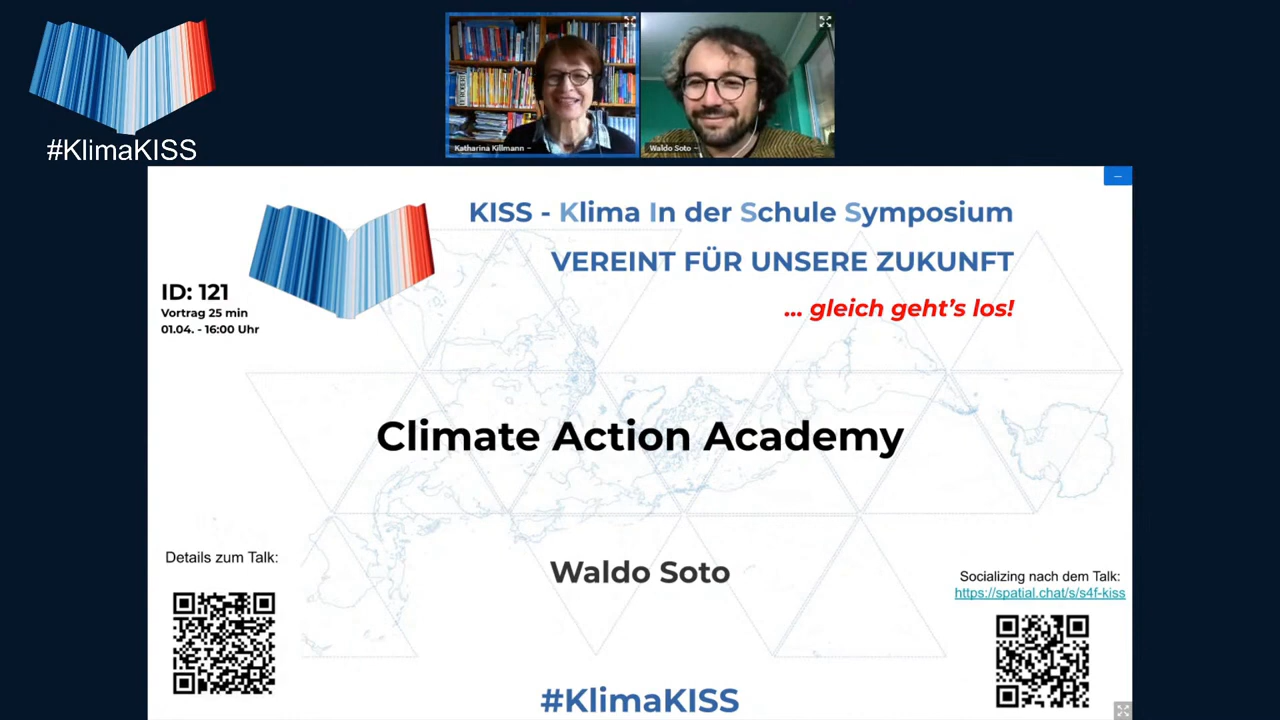 #KlimaKISS
Katharina Killmann ~
Waldo Soto ~
KISS - Klima In der Schule Symposium
VEREINT FÜR UNSERE ZUKUNFT
... gleich geht's los!
ID: 121
Vortrag 25 min
01.04. - 16:00 Uhr
Climate Action Academy
Waldo Soto
Details zum Talk:
Socializing nach dem Talk:
https://spatial.chat/s/s4f-kiss
#KlimaKISS